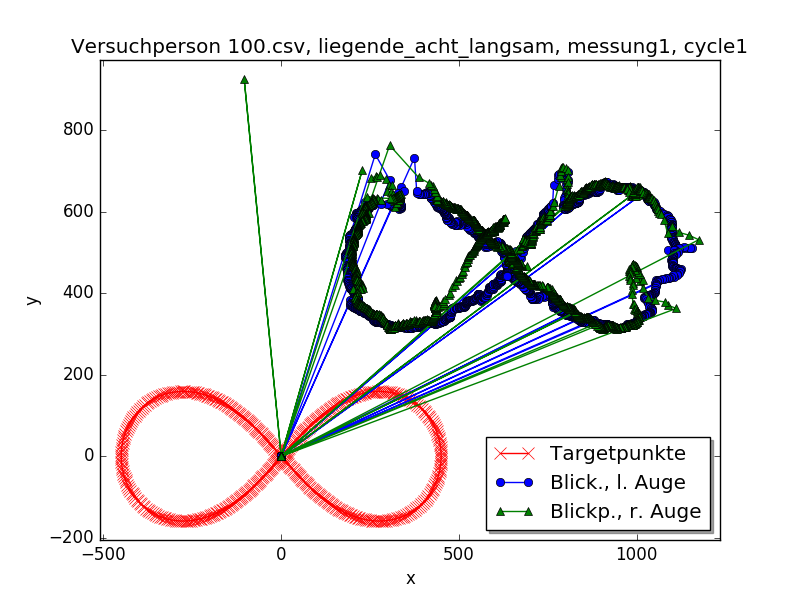 Versuchperson 100.csv, liegende_acht_langsam, messung1, cycle1
y
800
600
400
200
0
−200
−500
0
500
1000
x
Targetpunkte
Blick., l. Auge
Blickp., r. Auge